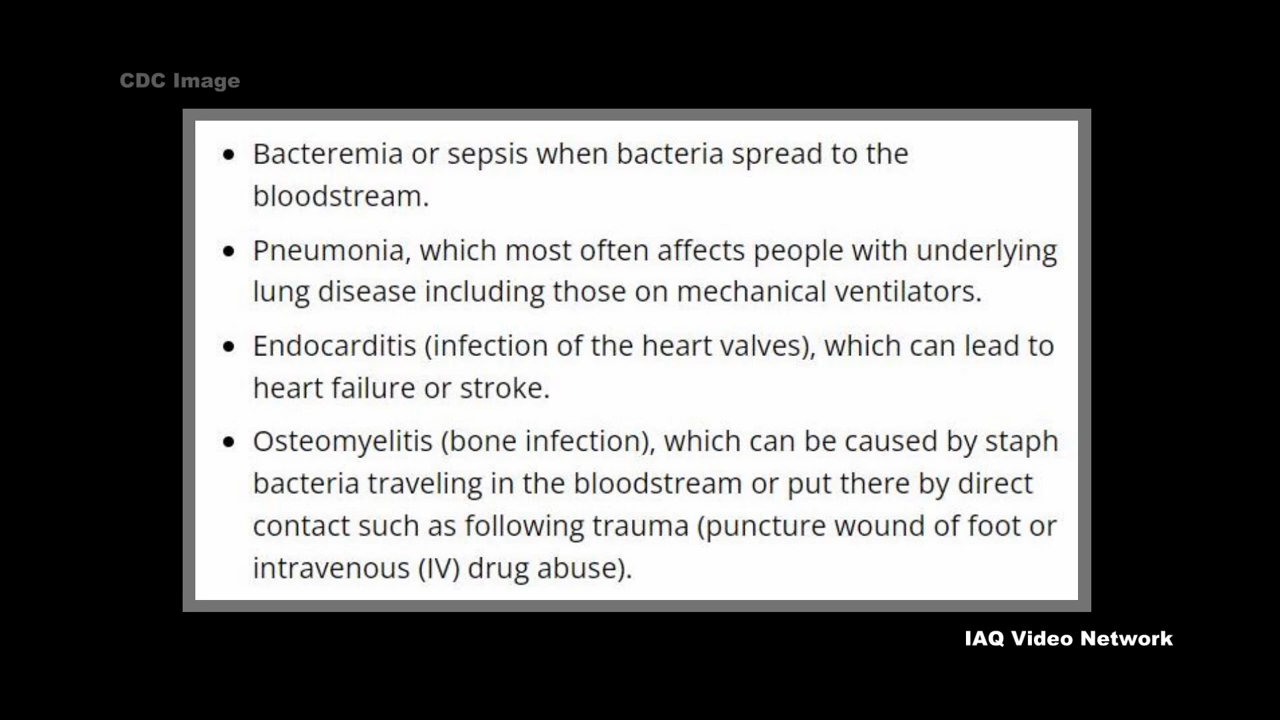 CDC Image
• Bacteremia or sepsis when bacteria spread to the
bloodstream.
• Pneumonia, which most often affects people with underlying
lung disease including those on mechanical ventilators.
• Endocarditis (infection of the heart valves), which can lead to
heart failure or stroke.
• Osteomyelitis (bone infection), which can be caused by staph
bacteria traveling in the bloodstream or put there by direct
contact such as following trauma (puncture wound of foot or
intravenous (IV) drug abuse).
IAQ Video Network